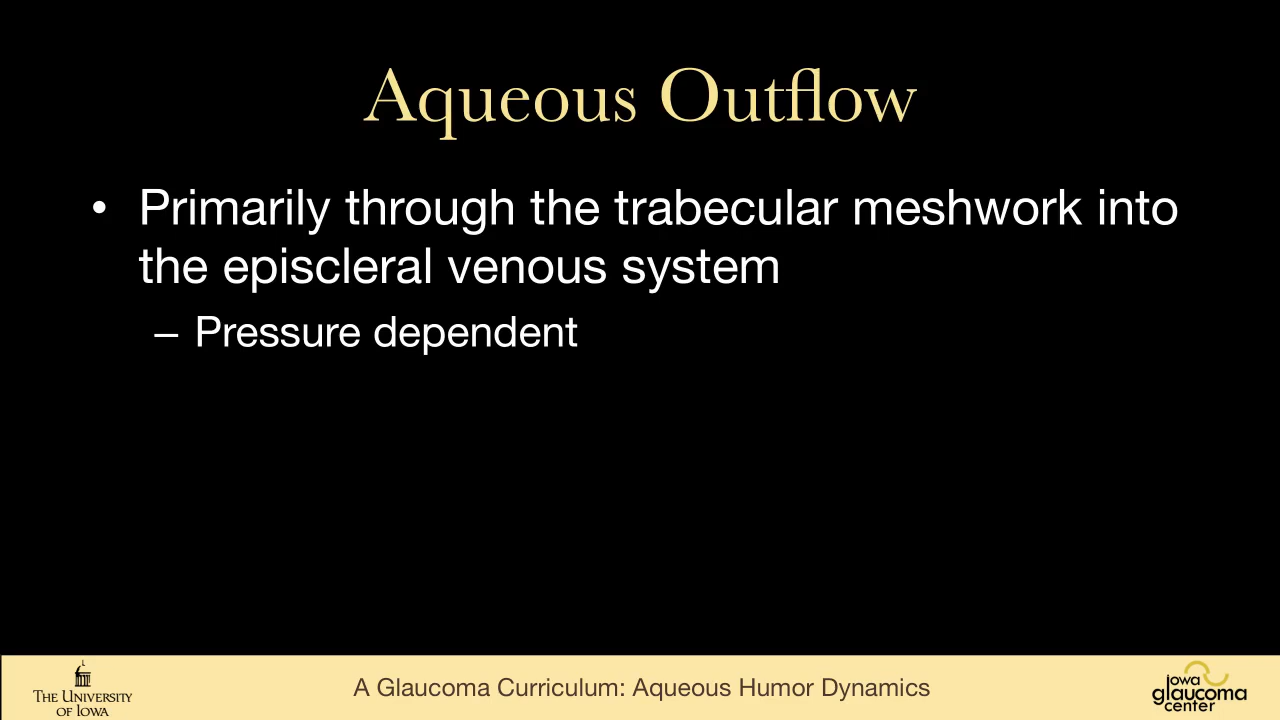 Aqueous Outflow
• Primarily through the trabecular meshwork into
the episcleral venous system
– Pressure dependent
THE UNIVERSITY
OF IOWA
A Glaucoma Curriculum: Aqueous Humor Dynamics
iowa
glaucoma
center